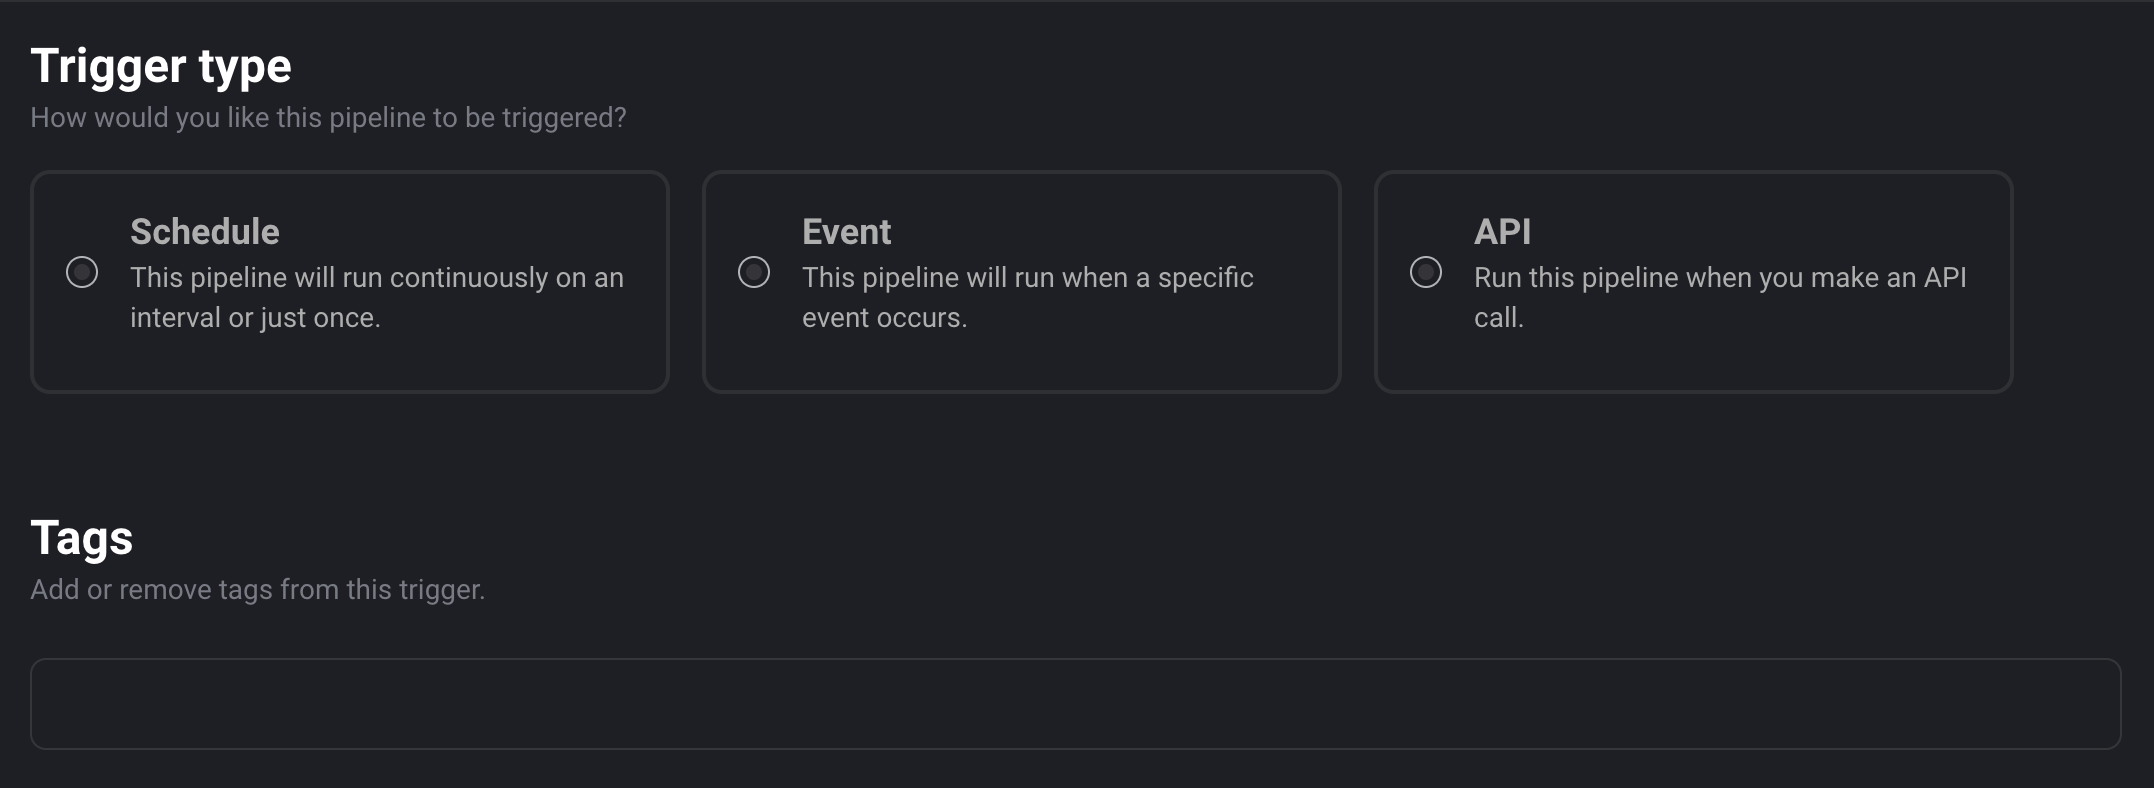 Trigger type
How would you like this pipeline to be triggered?
Schedule
This pipeline will run continuously on an
interval or just once.
Event
This pipeline will run when a specific
event occurs.
API
Run this pipeline when you make an API
call.
Tags
Add or remove tags from this trigger.